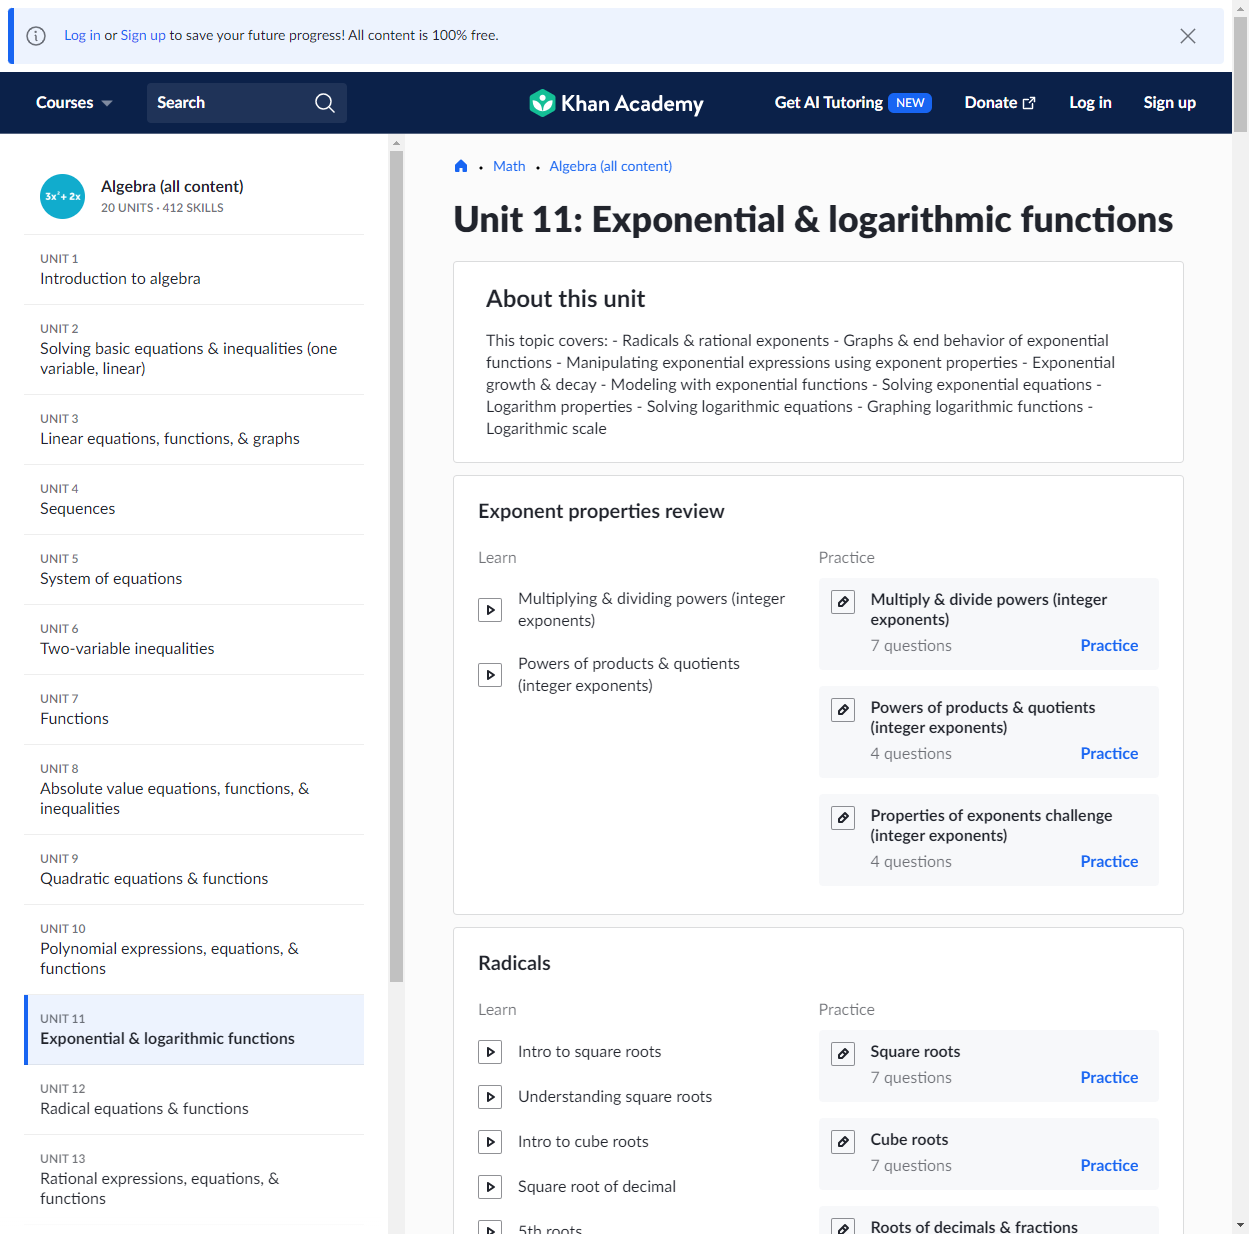 Log in or Sign up to save your future progress! All content is 100% free.
Courses
Search
Khan Academy
Get AI Tutoring NEW
Donate
Log in
Sign up
3x²+ 2x
Algebra (all content)
20 UNITS · 412 SKILLS
UNIT 1
Introduction to algebra
UNIT 2
Solving basic equations & inequalities (one
variable, linear)
UNIT 3
Linear equations, functions, & graphs
UNIT 4
Sequences
UNIT 5
System of equations
UNIT 6
Two-variable inequalities
UNIT 7
Functions
UNIT 8
Absolute value equations, functions, &
inequalities
UNIT 9
Quadratic equations & functions
UNIT 10
Polynomial expressions, equations, &
functions
UNIT 11
Exponential & logarithmic functions
UNIT 12
Radical equations & functions
UNIT 13
Rational expressions, equations, &
functions
• Math • Algebra (all content)
Unit 11: Exponential & logarithmic functions
About this unit
This topic covers: - Radicals & rational exponents - Graphs & end behavior of exponential
functions - Manipulating exponential expressions using exponent properties - Exponential
growth & decay - Modeling with exponential functions - Solving exponential equations -
Logarithm properties - Solving logarithmic equations - Graphing logarithmic functions -
Logarithmic scale
Exponent properties review
Learn
Multiplying & dividing powers (integer
exponents)
Powers of products & quotients
(integer exponents)
Practice
Multiply & divide powers (integer
exponents)
7 questions
Practice
Powers of products & quotients
(integer exponents)
4 questions
Practice
Properties of exponents challenge
(integer exponents)
4 questions
Practice
Radicals
Learn
Intro to square roots
Understanding square roots
Intro to cube roots
Square root of decimal
5th roots
Practice
Square roots
7 questions
Practice
Cube roots
7 questions
Practice
Roots of decimals & fractions